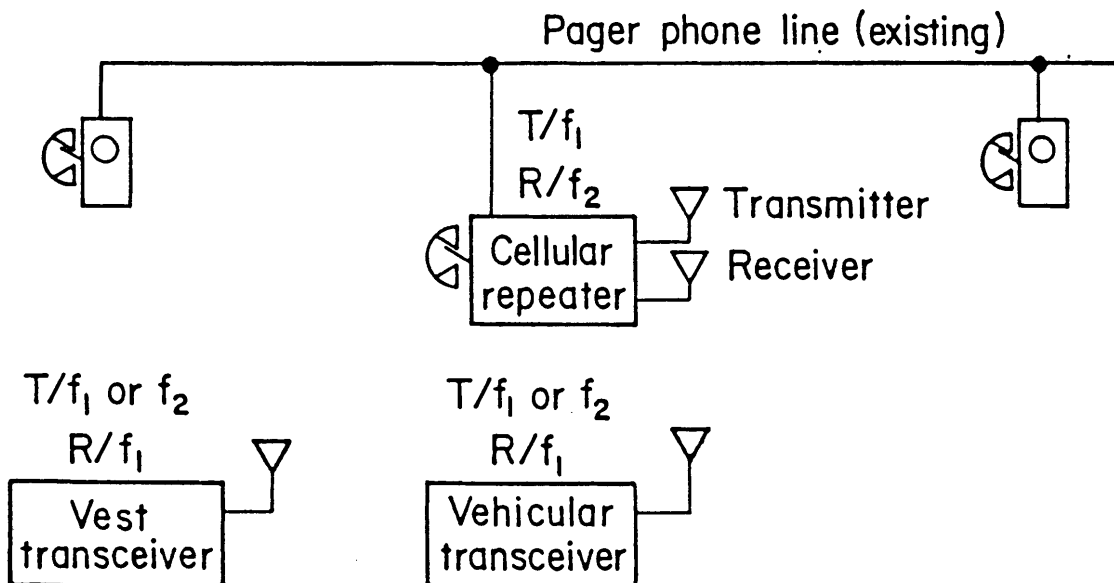 Pager phone line (existing)
T/f₁
R/f₂
Transmitter
Cellular
repeater
Receiver
T/f₁ or f₂
R/f₁
Vest
transceiver
T/f₁ or f₂
R/f₁
Vehicular
transceiver